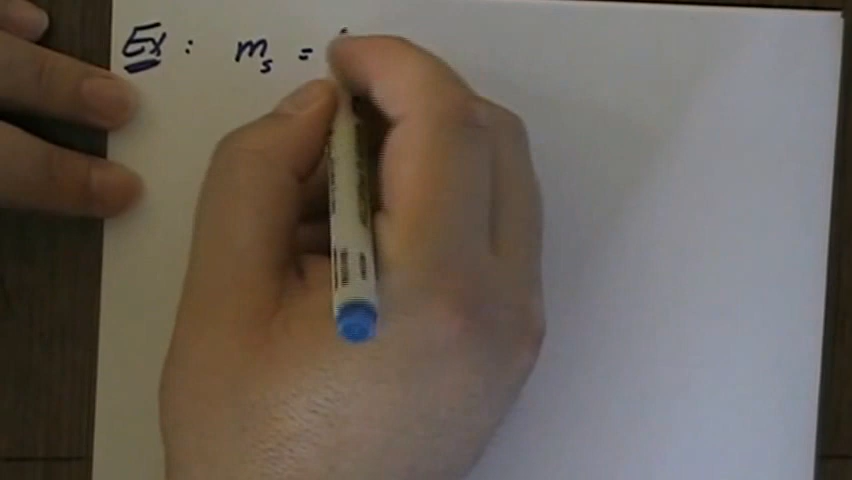 Ex : mₛ =